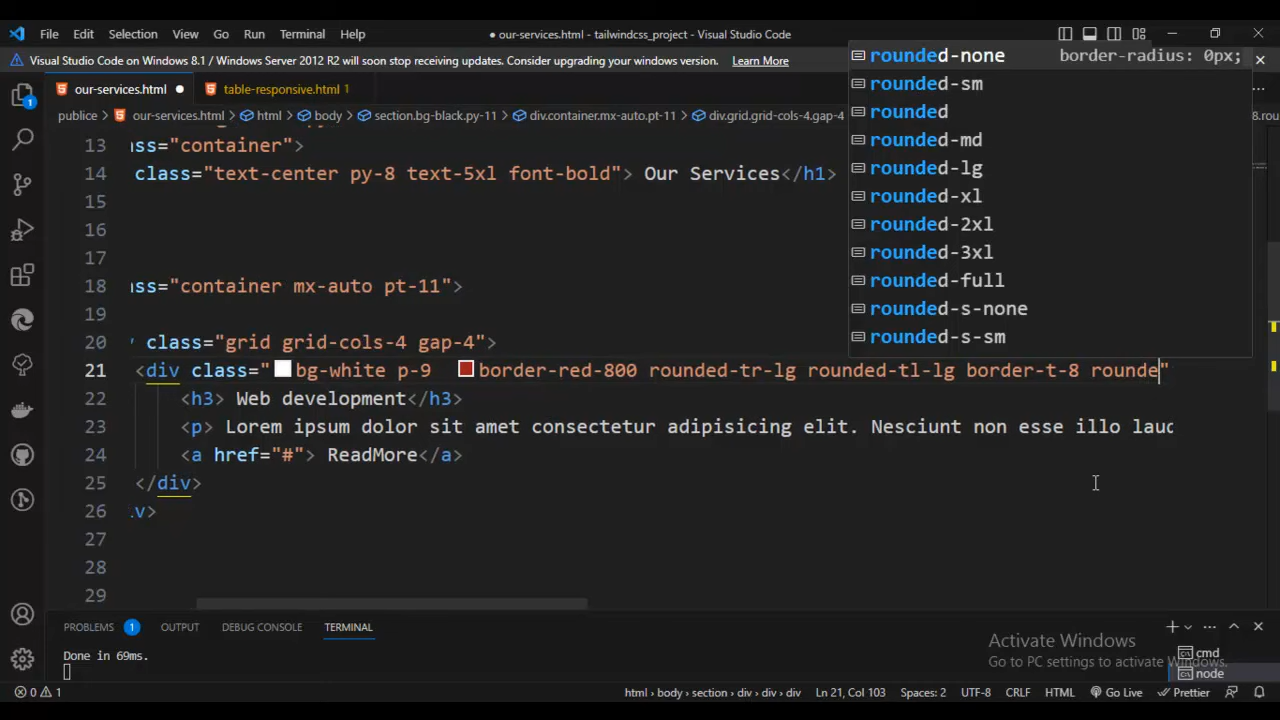 File Edit Selection View Go Run Terminal Help
● our-services.html - tailwindcss_project - Visual Studio Code
Visual Studio Code on Windows 8.1 / Windows Server 2012 R2 will soon stop receiving updates. Consider upgrading your windows version. Learn More
our-services.html ● table-responsive.html 1
publice > our-services.html > html > body > section.bg-black.py-11 > div.container.mx-auto.pt-11 > div.grid.grid-cols-4.gap-4
rounded-none border-radius: 0px;
rounded-sm
rounded
rounded-md
rounded-lg
rounded-xl
rounded-2xl
rounded-3xl
rounded-full
rounded-s-none
rounded-s-sm
13 ass="container">
14 class="text-center py-8 text-5xl font-bold"> Our Services</h1>
15
16
17
18 ass="container mx-auto pt-11">
19
20 class="grid grid-cols-4 gap-4">
21 <div class=" bg-white p-9 border-red-800 rounded-tr-lg rounded-tl-lg border-t-8 rounde"
22 <h3> Web development</h3>
23 <p> Lorem ipsum dolor sit amet consectetur adipisicing elit. Nesciunt non esse illo lauc
24 <a href="#"> ReadMore</a>
25 </div>
26 v>
27
28
29
PROBLEMS 1 OUTPUT DEBUG CONSOLE TERMINAL
Done in 69ms.
cmd
node
Activate Windows
Go to PC settings to activate Windows.
0 1 html > body > section > div > div > div Ln 21, Col 103 Spaces: 2 UTF-8 CRLF HTML Go Live Prettier